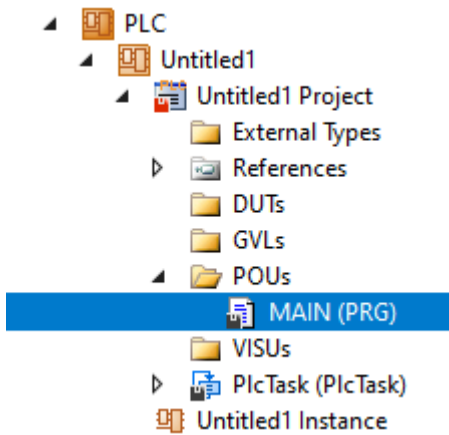 PLC
Untitled1
Untitled1 Project
External Types
References
DUTs
GVLs
POUs
MAIN (PRG)
VISUs
PlcTask (PlcTask)
Untitled1 Instance